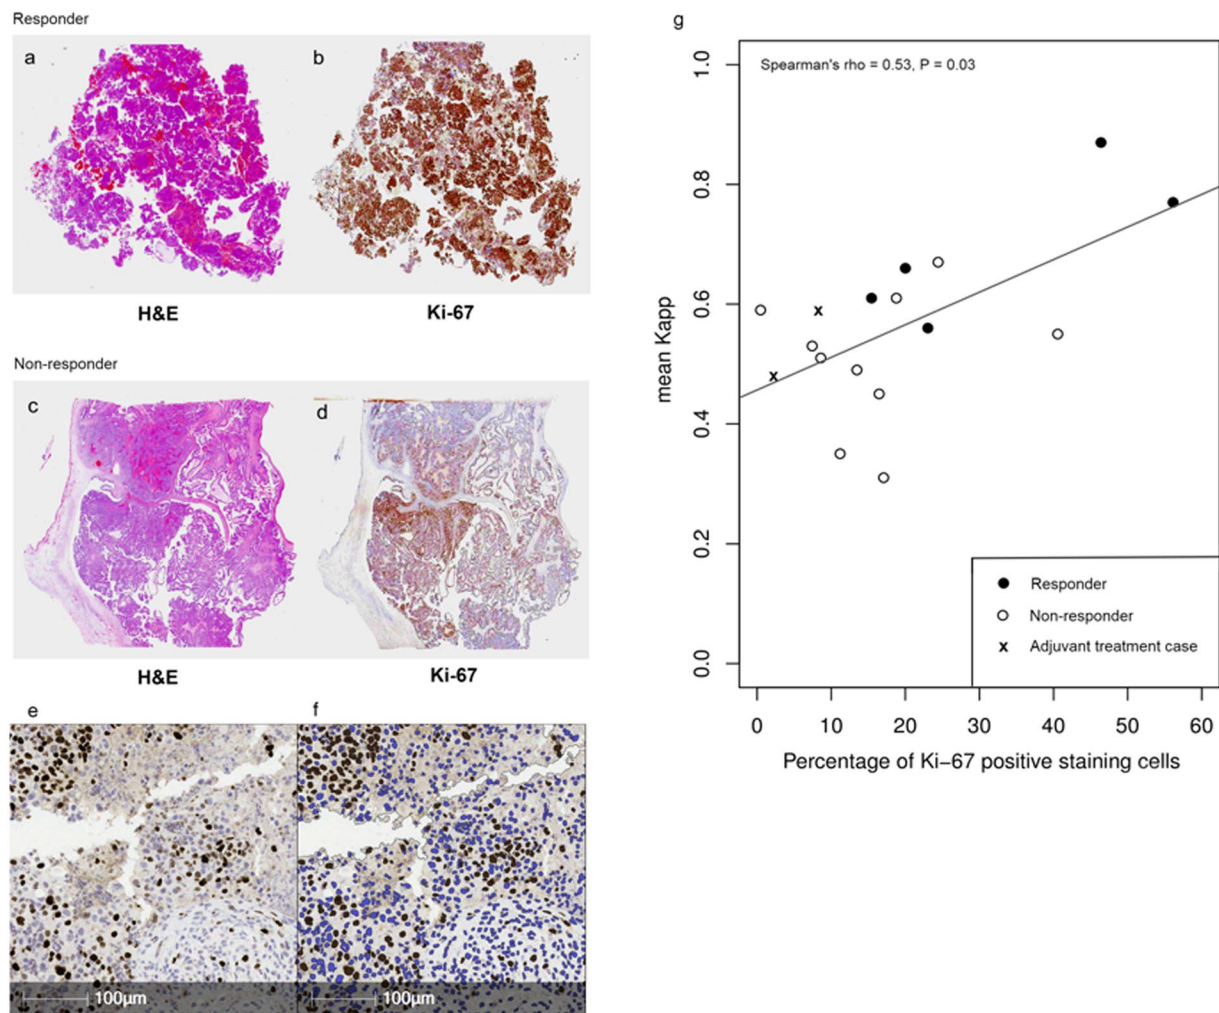 Responder
a
b
H&E
Ki-67
Non-responder
c
d
H&E
Ki-67
e
f
100μm
100μm
g
Spearman's rho = 0.53, P = 0.03
mean Kapp
1.0
0.8
0.6
0.4
0.2
0.0
Responder
Non-responder
x Adjuvant treatment case
0 10 20 30 40 50 60
Percentage of Ki–67 positive staining cells